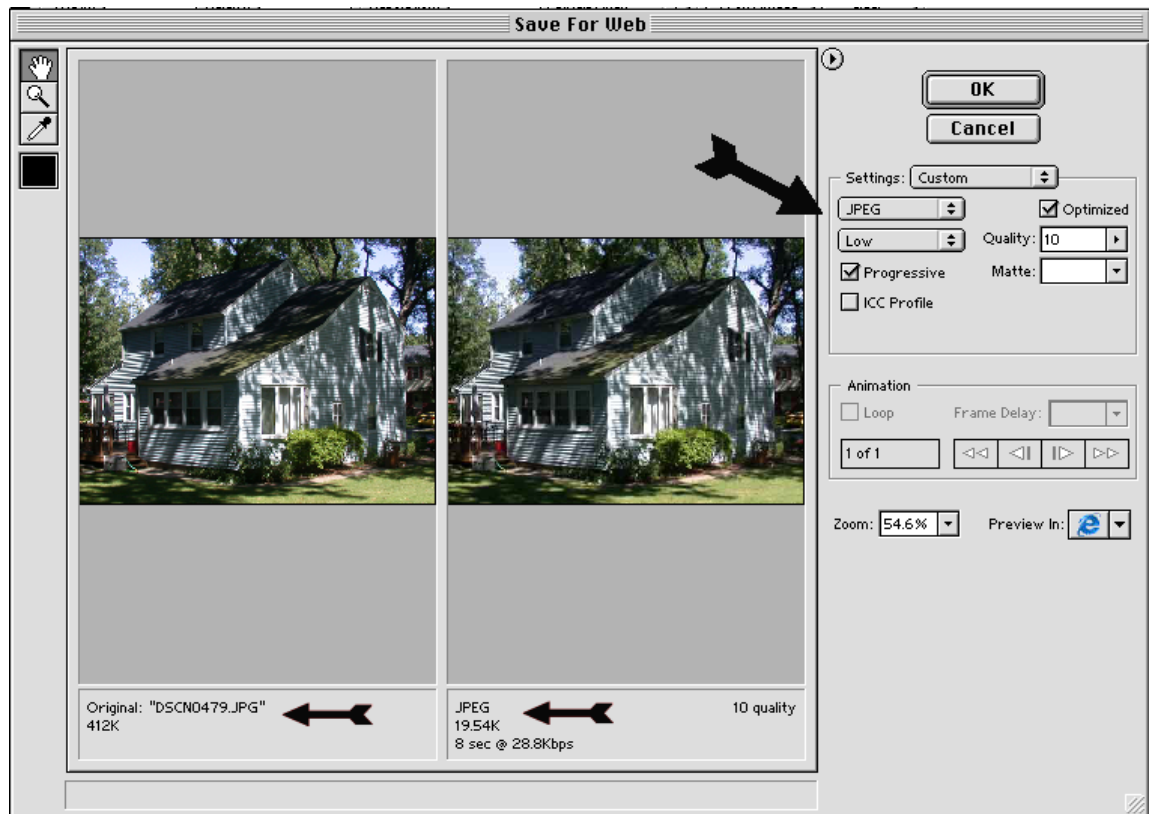 Save For Web
OK
Cancel
Settings: Custom
JPEG
Optimized
Low
Quality: 10
Progressive
Matte:
ICC Profile
Animation
Loop
Frame Delay:
1 of 1
Zoom: 54.6%
Preview In:
Original: "DSCN0479.JPG"
412K
JPEG
10 quality
19.54K
8 sec @ 28.8Kbps